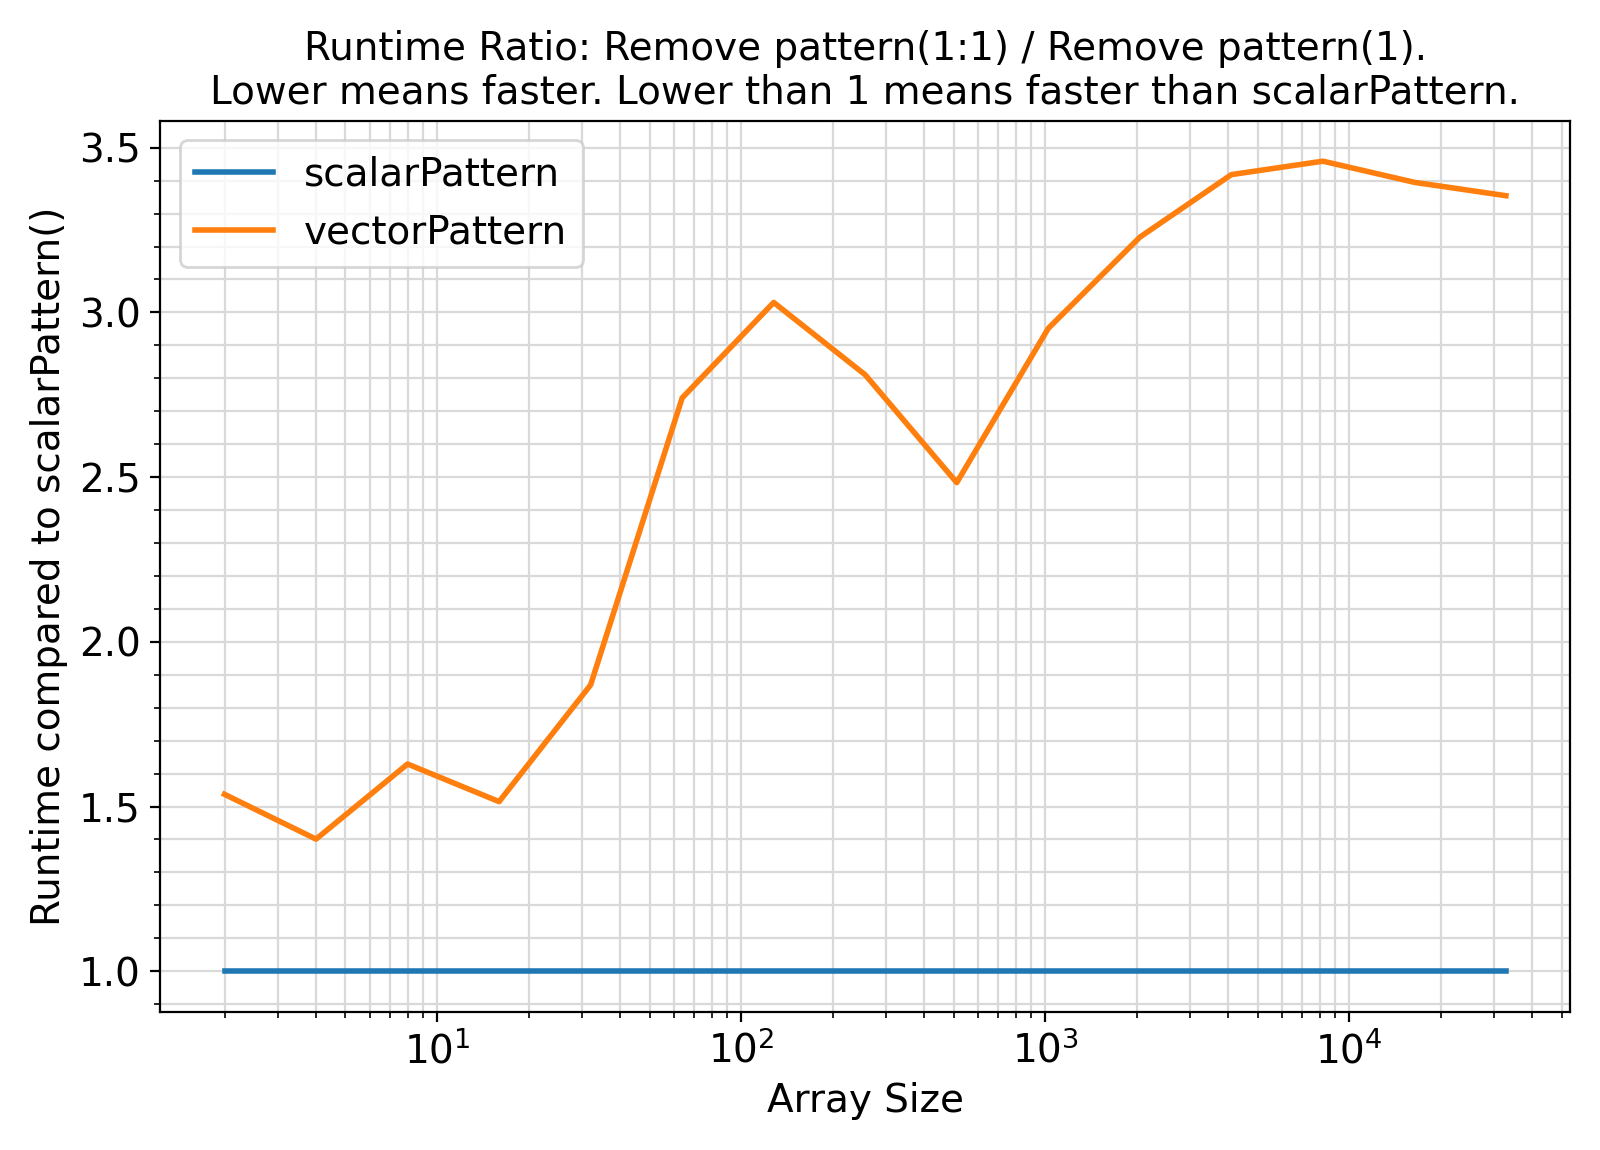 Runtime Ratio: Remove pattern(1:1) / Remove pattern(1).
Lower means faster. Lower than 1 means faster than scalarPattern.
scalarPattern
vectorPattern
Runtime compared to scalarPattern()
3.5
3.0
2.5
2.0
1.5
1.0
10¹ 10² 10³ 10⁴
Array Size